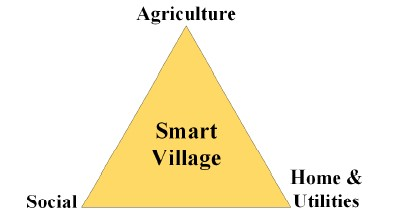 Agriculture
Smart
Village
Home &
Social
Utilities